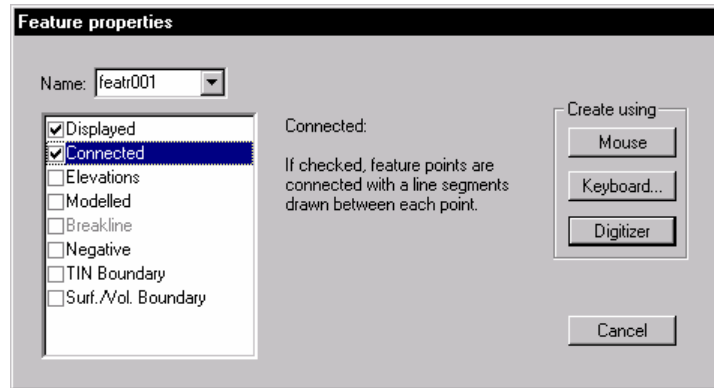 Feature properties
Name: featr001
Displayed
Connected
Elevations
Modelled
Breakline
Negative
TIN Boundary
Surf./Vol. Boundary
Connected:
If checked, feature points are
connected with a line segments
drawn between each point.
Create using
Mouse
Keyboard...
Digitizer
Cancel